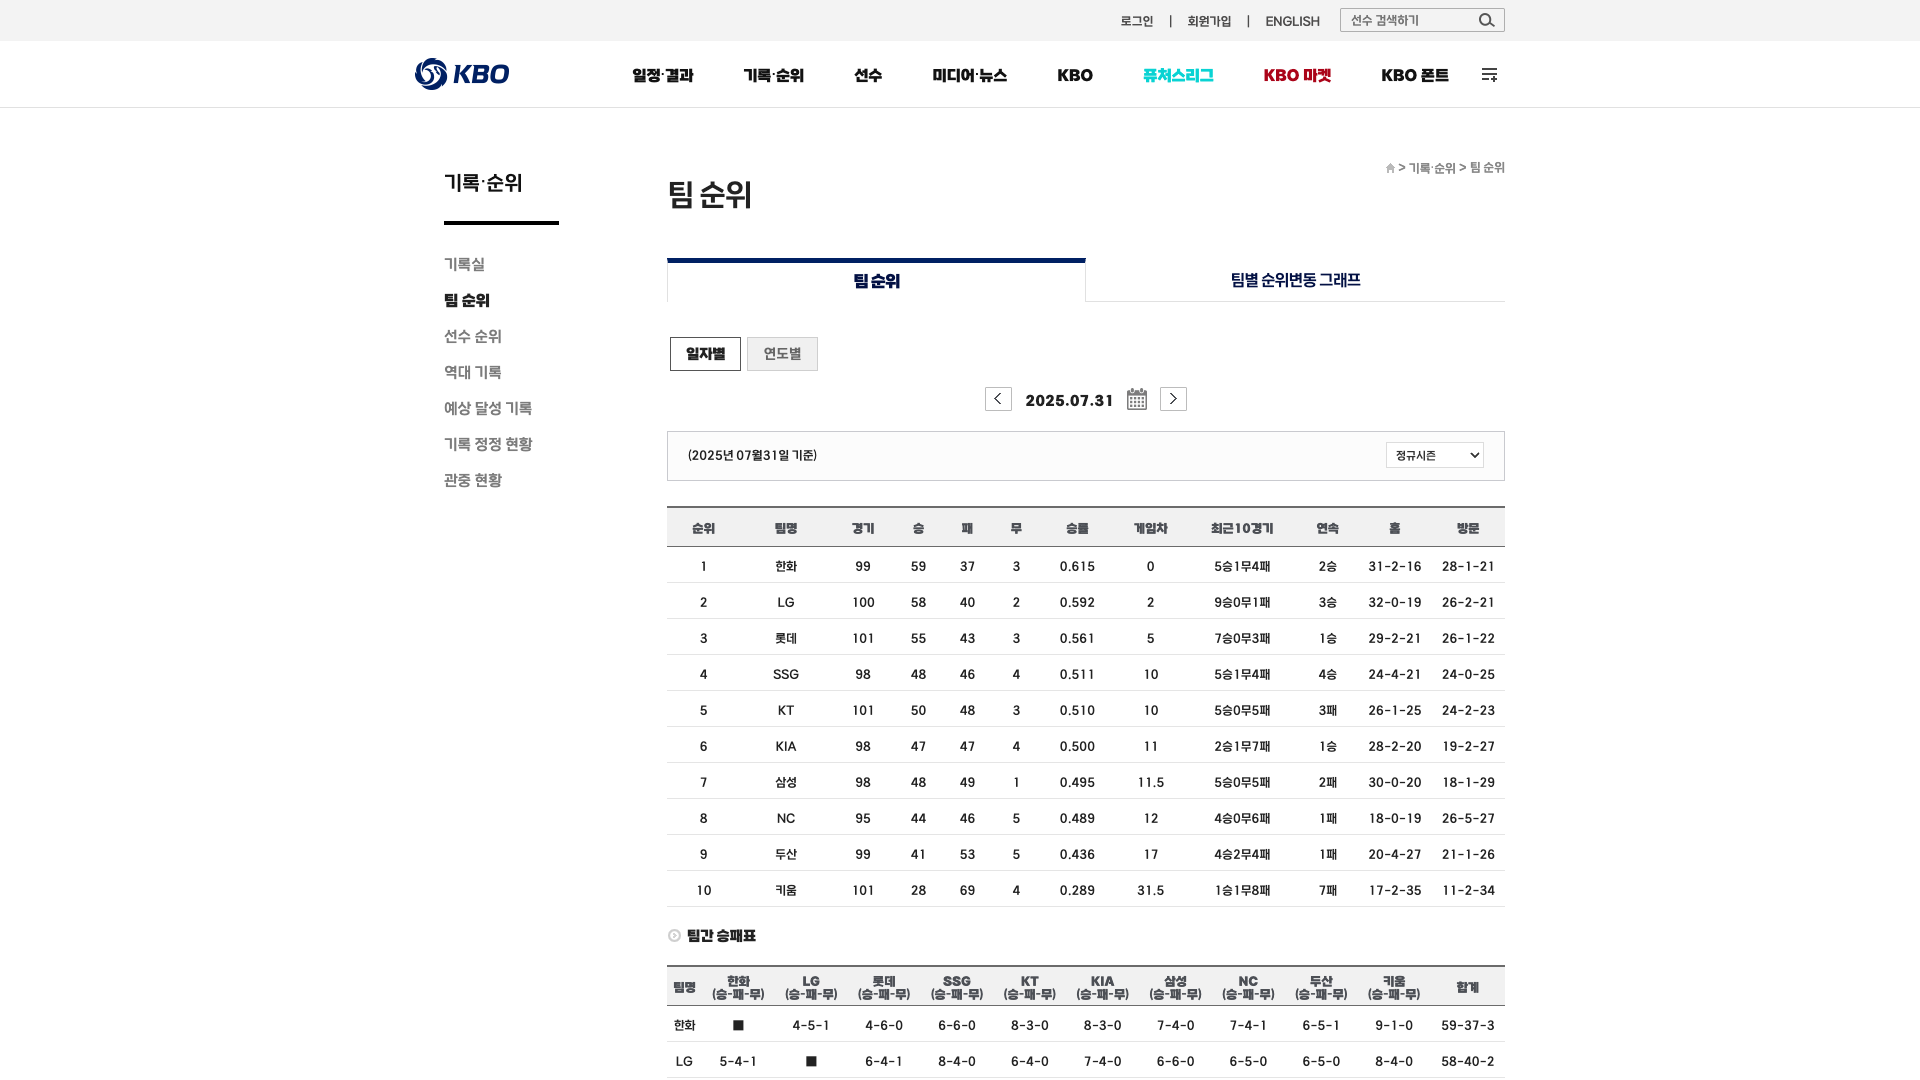 로그인 | 회원가입 | ENGLISH 선수 검색하기
KBO 일정·결과 기록·순위 선수 미디어·뉴스 KBO 퓨처스리그 KBO 마켓 KBO 폰트
> 기록·순위 > 팀 순위
기록·순위
팀 순위
기록실
팀 순위
선수 순위
역대 기록
예상 달성 기록
기록 정정 현황
관중 현황
팀 순위 팀별 순위변동 그래프
일자별 연도별
2025.07.31
(2025년 07월31일 기준) 정규시즌
순위 팀명 경기 승 패 무 승률 게임차 최근10경기 연속 홈 방문
1 한화 99 59 37 3 0.615 0 5승1무4패 2승 31-2-16 28-1-21
2 LG 100 58 40 2 0.592 2 9승0무1패 3승 32-0-19 26-2-21
3 롯데 101 55 43 3 0.561 5 7승0무3패 1승 29-2-21 26-1-22
4 SSG 98 48 46 4 0.511 10 5승1무4패 4승 24-4-21 24-0-25
5 KT 101 50 48 3 0.510 10 5승0무5패 3패 26-1-25 24-2-23
6 KIA 98 47 47 4 0.500 11 2승1무7패 1승 28-2-20 19-2-27
7 삼성 98 48 49 1 0.495 11.5 5승0무5패 2패 30-0-20 18-1-29
8 NC 95 44 46 5 0.489 12 4승0무6패 1패 18-0-19 26-5-27
9 두산 99 41 53 5 0.436 17 4승2무4패 1패 20-4-27 21-1-26
10 키움 101 28 69 4 0.289 31.5 1승1무8패 7패 17-2-35 11-2-34
팀간 승패표
팀명 한화 LG 롯데 SSG KT KIA 삼성 NC 두산 키움 합계
(승-패-무) (승-패-무) (승-패-무) (승-패-무) (승-패-무) (승-패-무) (승-패-무) (승-패-무) (승-패-무) (승-패-무)
한화 ■ 4-5-1 4-6-0 6-6-0 8-3-0 8-3-0 7-4-0 7-4-1 6-5-1 9-1-0 59-37-3
LG 5-4-1 ■ 6-4-1 8-4-0 6-4-0 7-4-0 6-6-0 6-5-0 6-5-0 8-4-0 58-40-2